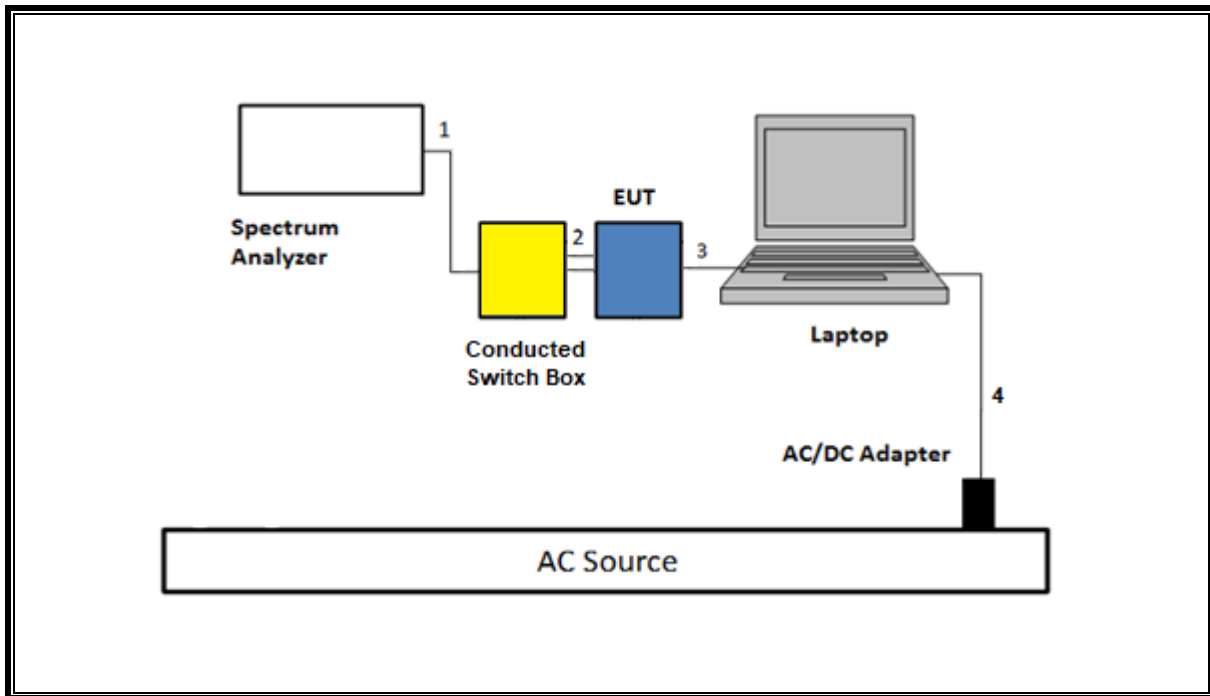 1
Spectrum
Analyzer
2
EUT
3
Conducted
Switch Box
Laptop
4
AC/DC Adapter
AC Source